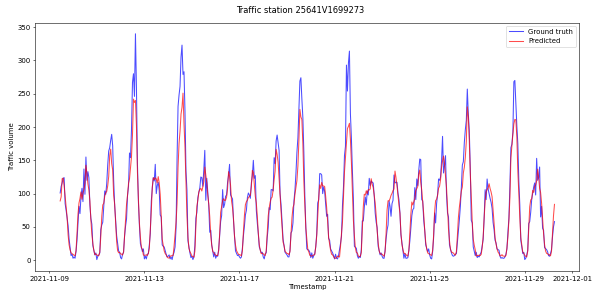 Traffic station 25641V1699273
Ground truth
Predicted
Traffic volume
350
300
250
200
150
100
50
0
2021-11-09 2021-11-13 2021-11-17 2021-11-21 2021-11-25 2021-11-29 2021-12-01
Timestamp